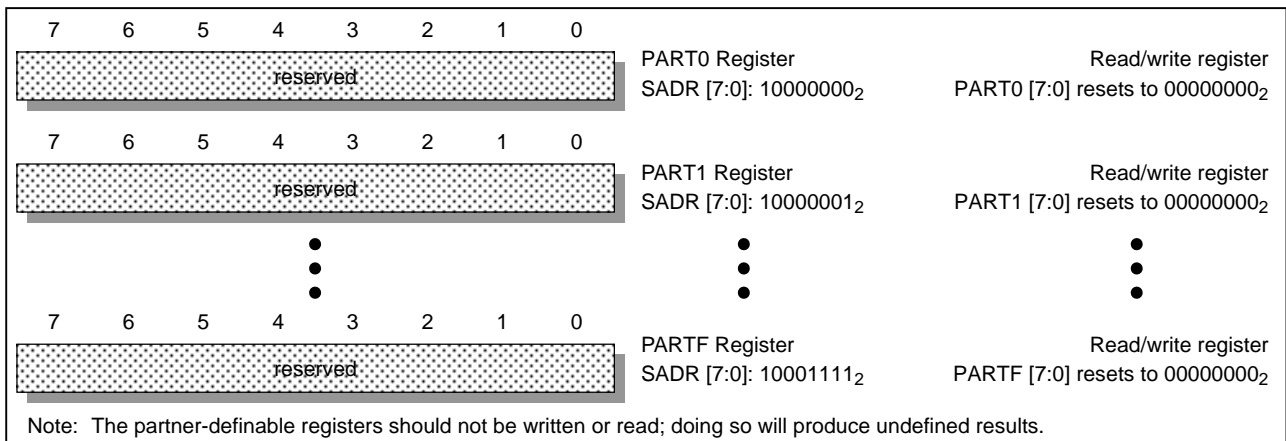 7 6 5 4 3 2 1 0
reserved
PART0 Register
SADR [7:0]: 10000000₂
Read/write register
PART0 [7:0] resets to 00000000₂
7 6 5 4 3 2 1 0
reserved
PART1 Register
SADR [7:0]: 10000001₂
Read/write register
PART1 [7:0] resets to 00000000₂
7 6 5 4 3 2 1 0
reserved
PARTF Register
SADR [7:0]: 10001111₂
Read/write register
PARTF [7:0] resets to 00000000₂
Note: The partner-definable registers should not be written or read; doing so will produce undefined results.